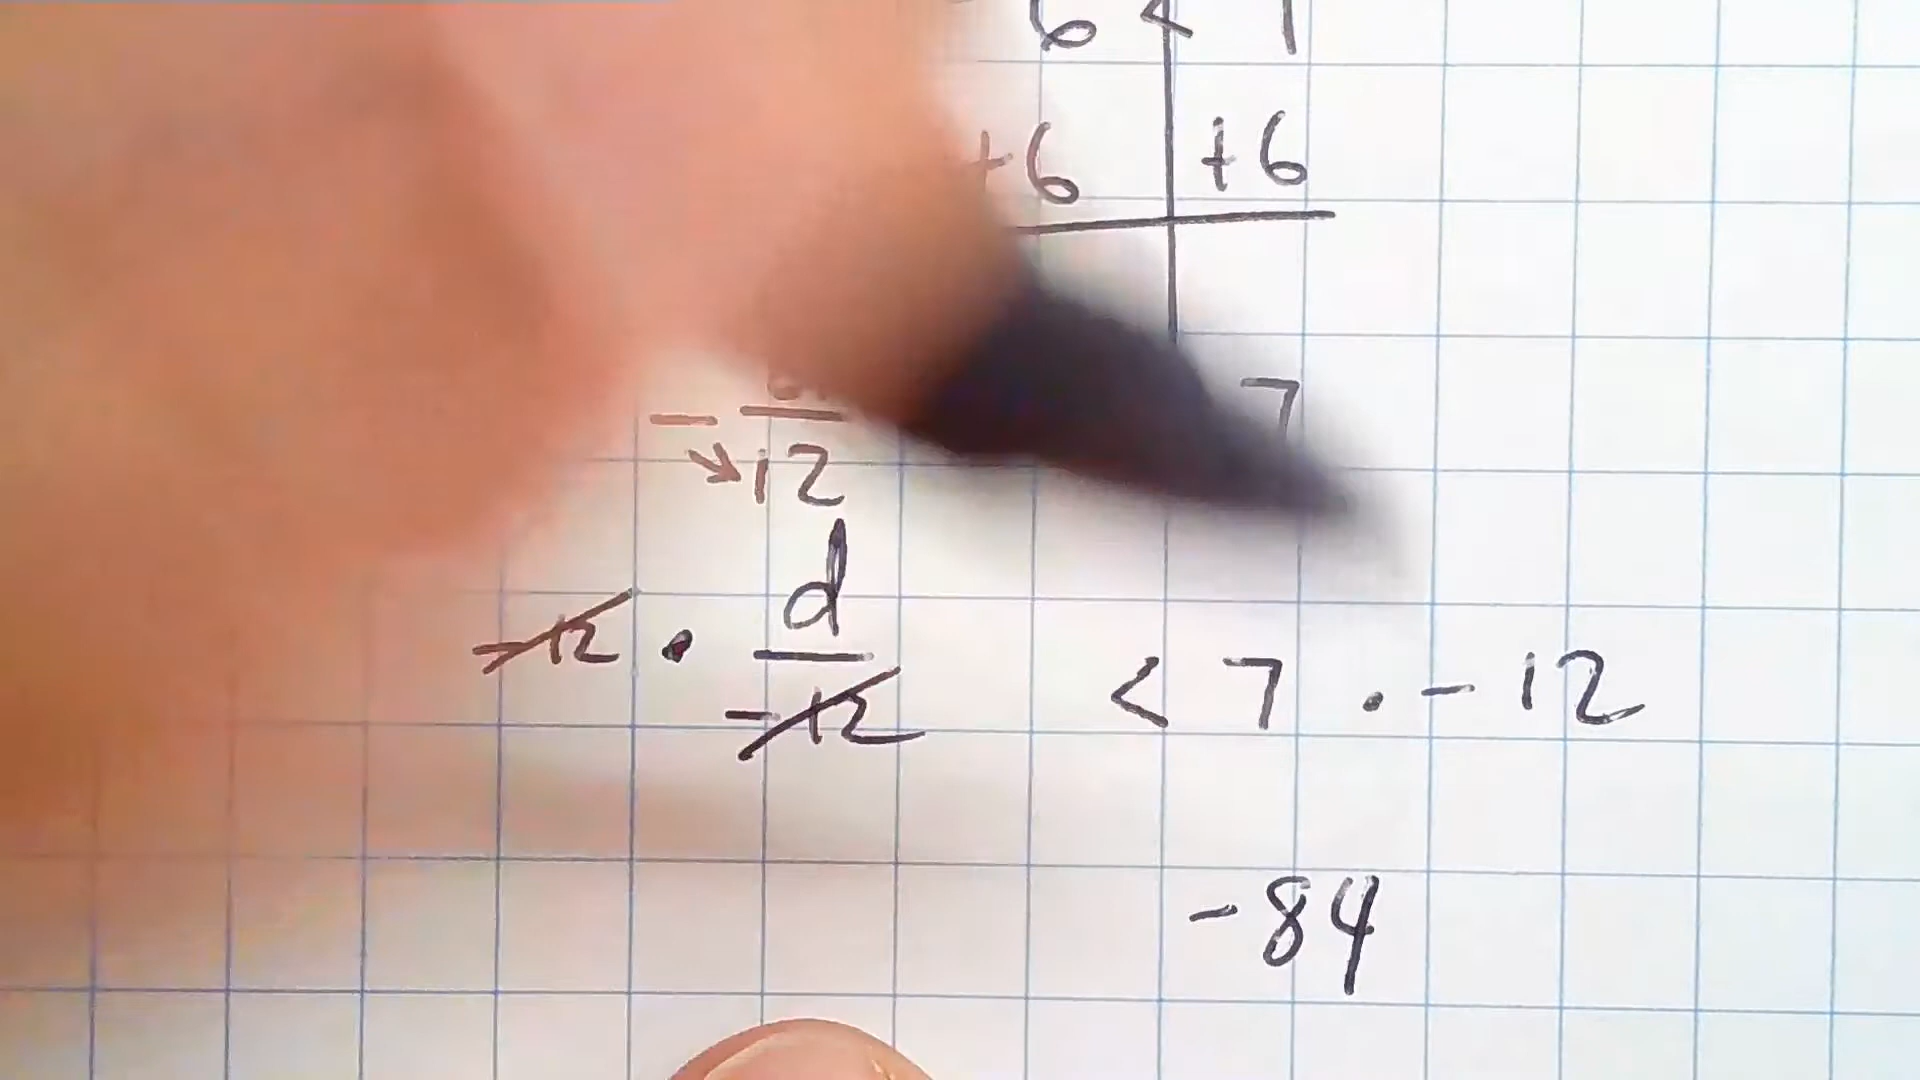 6 < 1
+6 +6
- 7
↘12
-12 · d/-12 < 7 · -12
-84